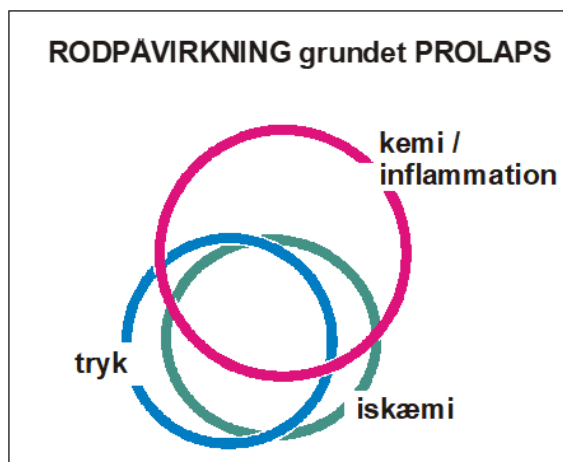 RODPÅVIRKNING grundet PROLAPS
kemi /
inflammation
tryk
iskæmi